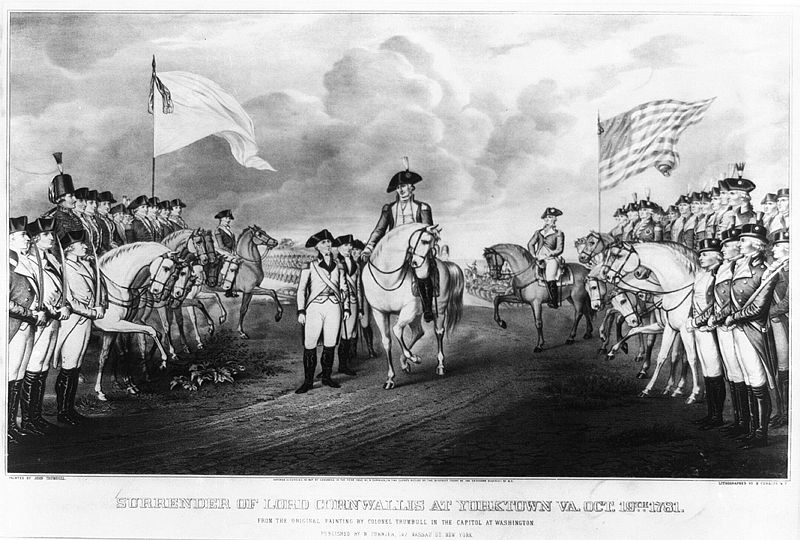 PAINTED BY JOHN TRUMBULL.
LITHOGRAPHED BY N. CURRIER, N.Y.
SURRENDER OF LORD CORNWALLIS AT YORKTOWN VA. OCT. 19TH 1781.
FROM THE ORIGINAL PAINTING BY COLONEL TRUMBULL IN THE CAPITOL AT WASHINGTON
PUBLISHED BY N. CURRIER, NASSAU ST. NEW YORK